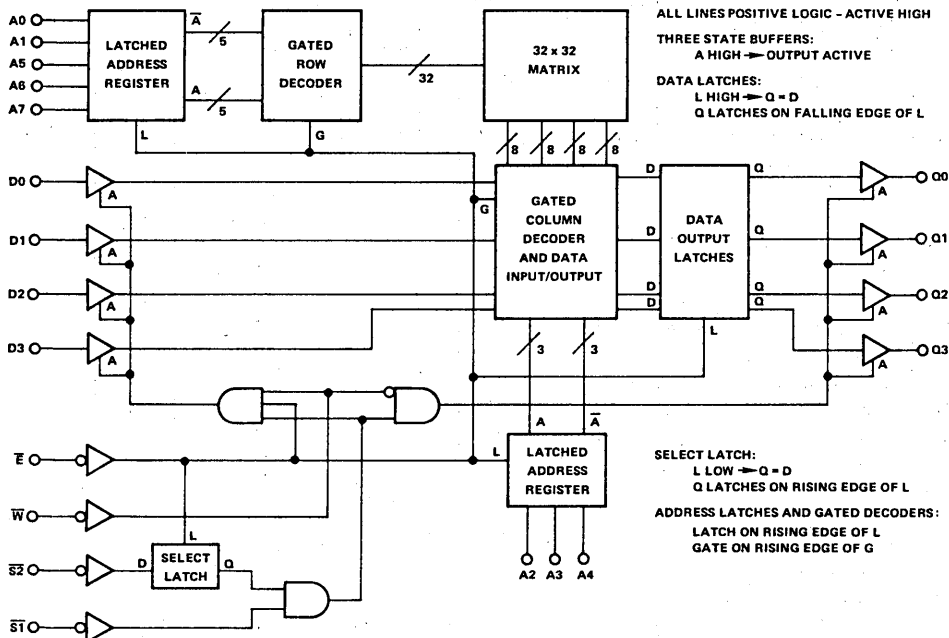 A0
A1
A5
A6
A7
LATCHED
ADDRESS
REGISTER
L
A̅
5
A
5
GATED
ROW
DECODER
G
32
32 x 32
MATRIX
8 8 8 8
ALL LINES POSITIVE LOGIC – ACTIVE HIGH
THREE STATE BUFFERS:
A HIGH → OUTPUT ACTIVE
DATA LATCHES:
L HIGH → Q = D
Q LATCHES ON FALLING EDGE OF L
D0
A
D1
A
D2
A
D3
A
G
GATED
COLUMN
DECODER
AND DATA
INPUT/OUTPUT
D
D
D
D
DATA
OUTPUT
LATCHES
L
Q
Q
Q
Q
A
Q0
A
Q1
A
Q2
A
Q3
3 3
A A̅
L
LATCHED
ADDRESS
REGISTER
A2 A3 A4
E̅
W̅
S̅2̅
D
L
SELECT
LATCH
Q
S̅1̅
SELECT LATCH:
L LOW → Q = D
Q LATCHES ON RISING EDGE OF L
ADDRESS LATCHES AND GATED DECODERS:
LATCH ON RISING EDGE OF L
GATE ON RISING EDGE OF G